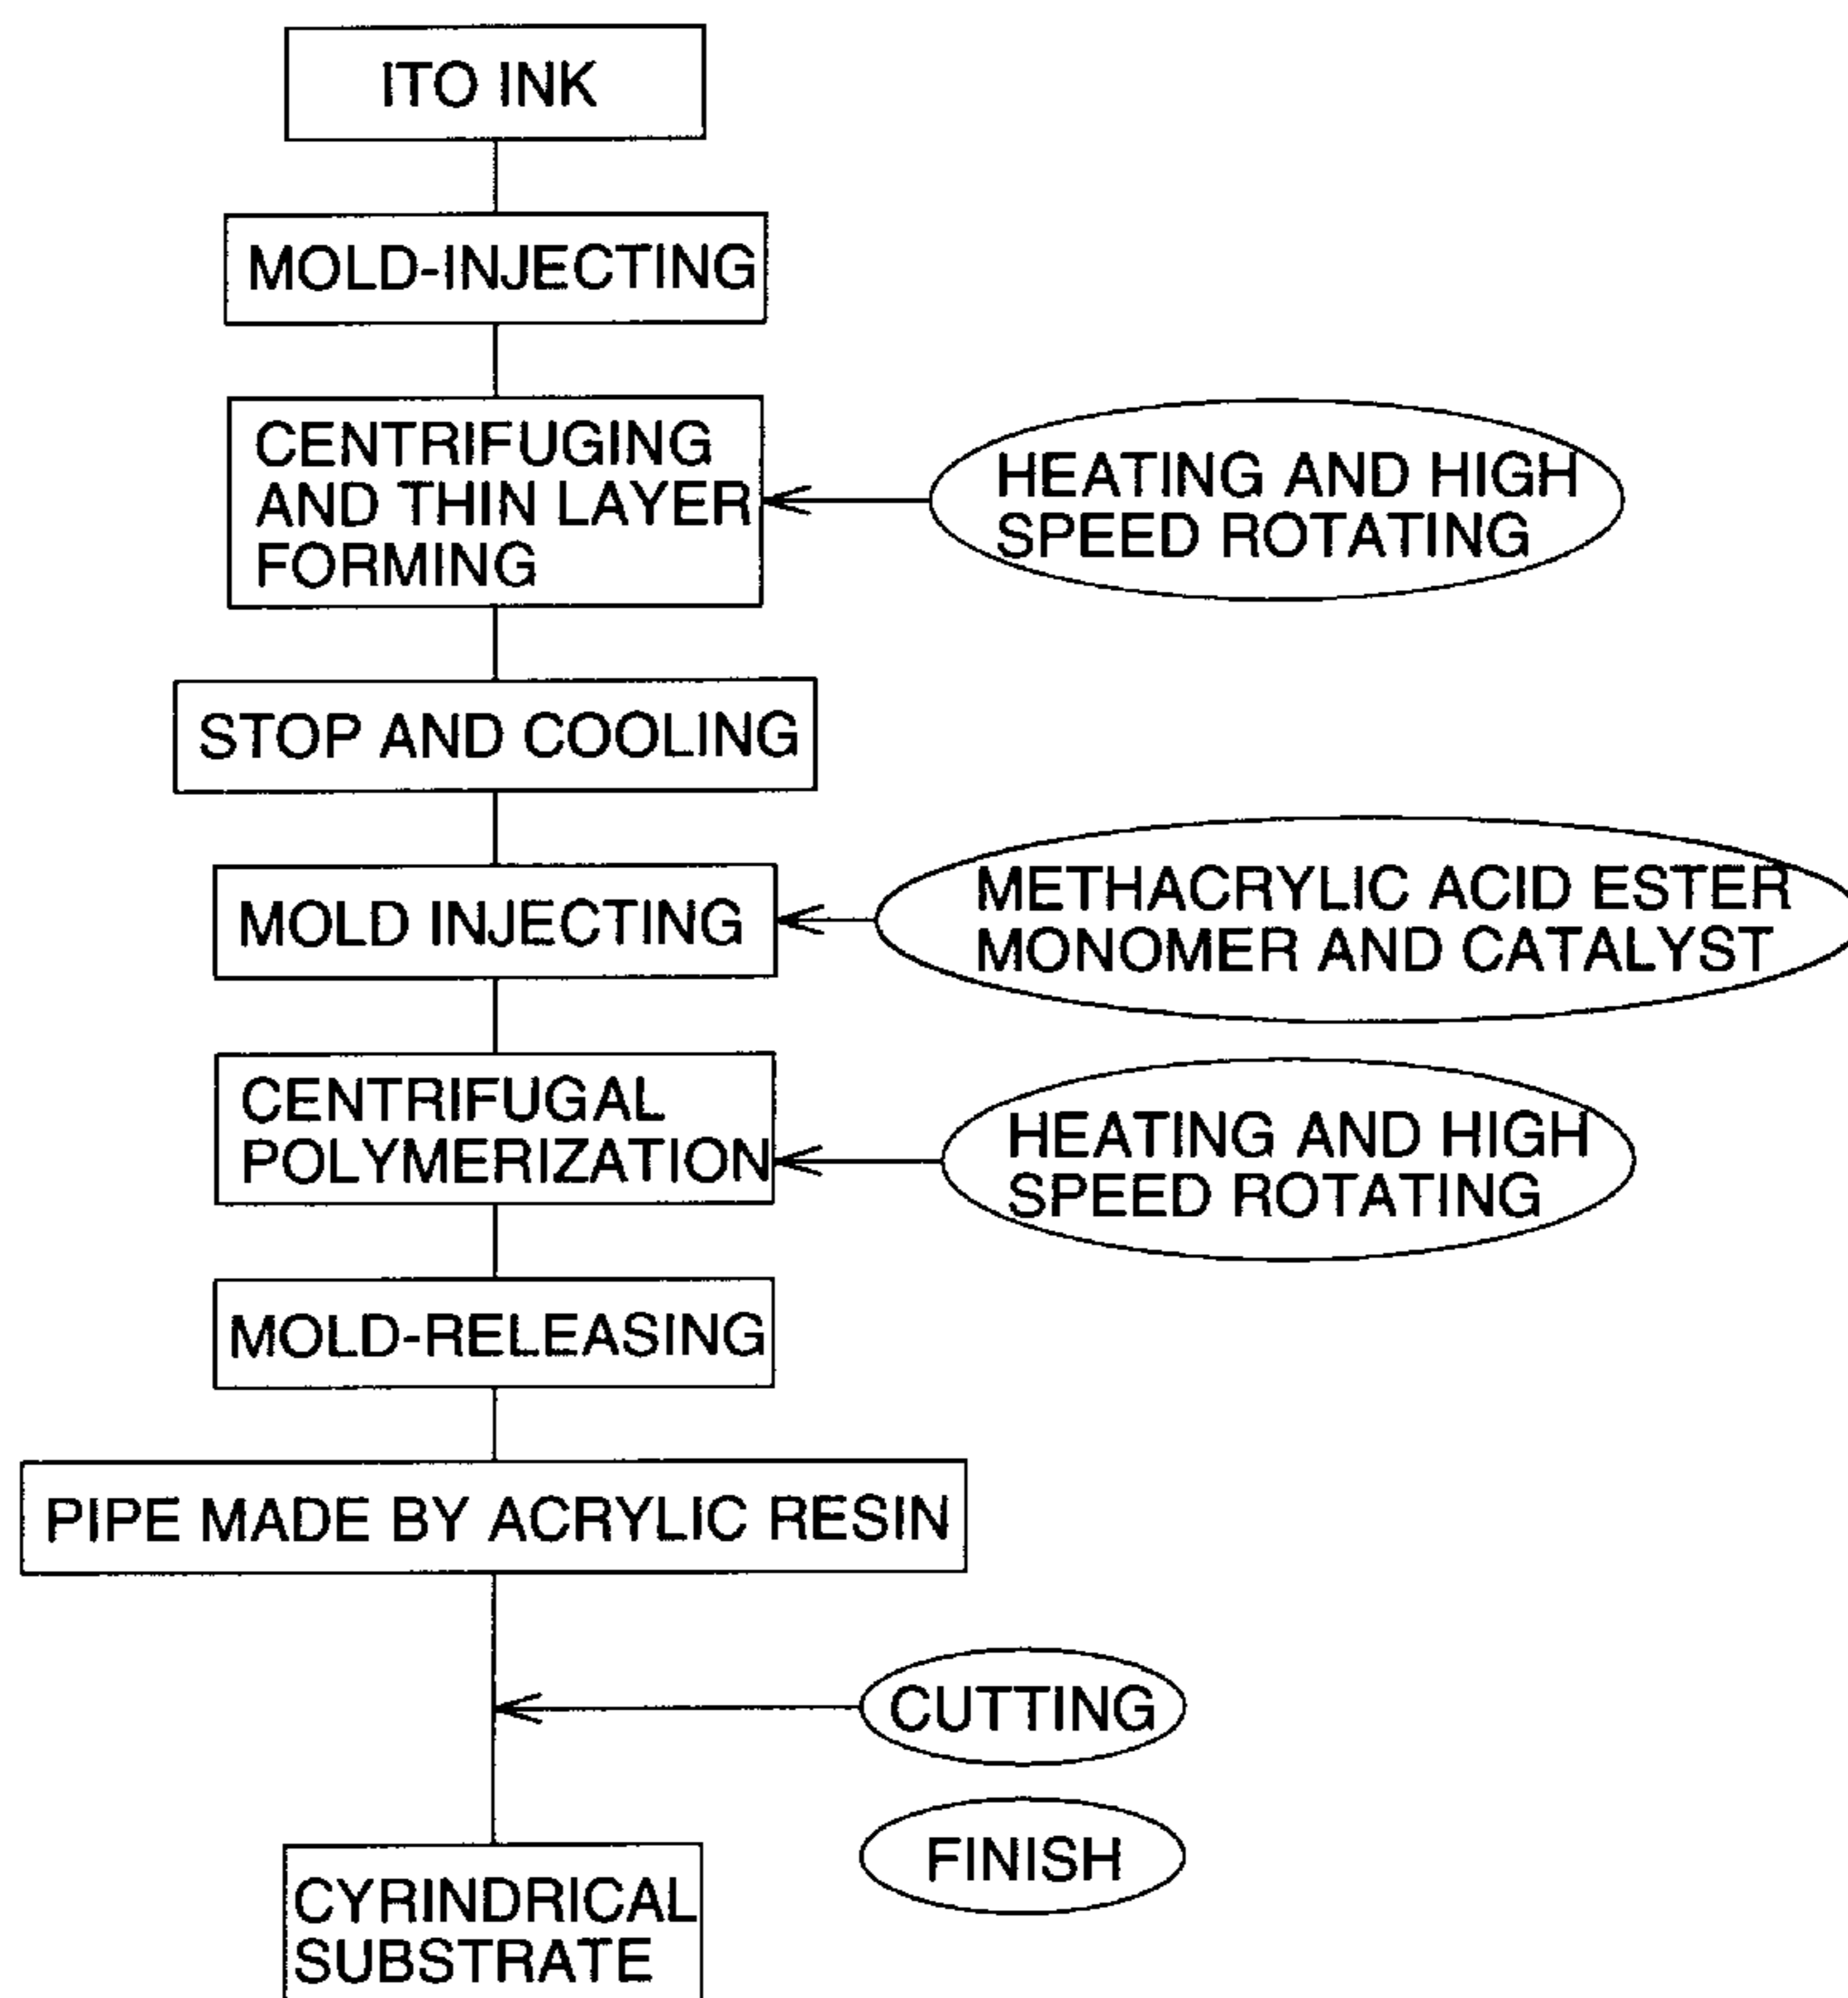 ITO INK
MOLD-INJECTING
CENTRIFUGING
AND THIN LAYER
FORMING
HEATING AND HIGH
SPEED ROTATING
STOP AND COOLING
MOLD INJECTING
METHACRYLIC ACID ESTER
MONOMER AND CATALYST
CENTRIFUGAL
POLYMERIZATION
HEATING AND HIGH
SPEED ROTATING
MOLD-RELEASING
PIPE MADE BY ACRYLIC RESIN
CUTTING
FINISH
CYRINDRICAL
SUBSTRATE